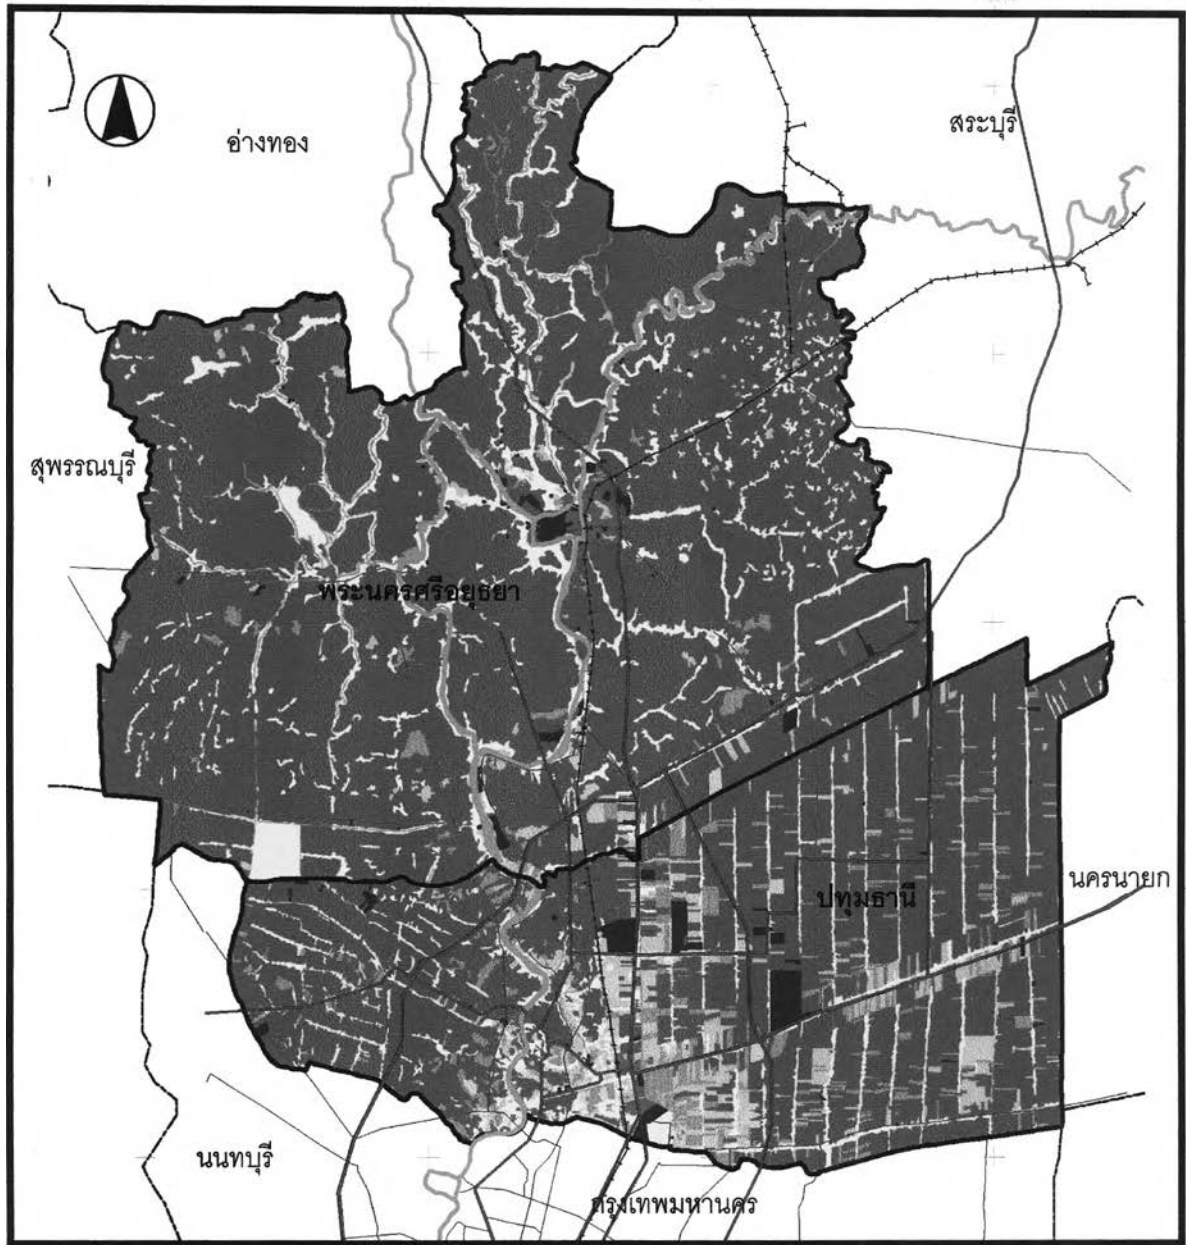 สระบุรี
อ่างทอง
สุพรรณบุรี
พระนครศรีอยุธยา
นครนายก
ปทุมธานี
นนทบุรี
กรุงเทพมหานคร